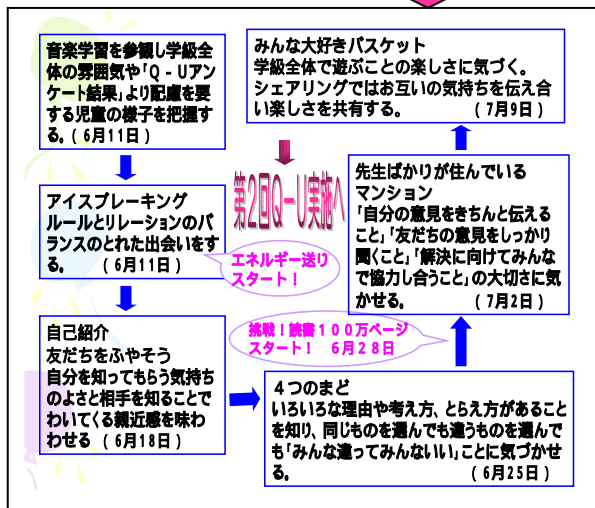 音楽学習を参観し学級全
体の雰囲気や「Q-Uアン
ケート結果」より配慮を要
する児童の様子を把握す
る。(6月11日)
アイスブレーキング
ルールとリレーションのバ
ランスのとれた出会いをす
る。 (6月11日)
エネルギー送り
スタート!
自己紹介
友だちをふやそう
自分を知ってもらう気持ち
のよさと相手を知ることで
わいてくる親近感を味わ
わせる (6月18日)
4つのまど
いろいろな理由や考え方、とらえ方があること
を知り、同じものを選んでも違うものを選んで
も「みんな違ってみんないい」ことに気づかせ
る。 (6月25日)
挑戦!読書100万ページ
スタート! 6月28日
先生ばかりが住んでいる
マンション
「自分の意見をきちんと伝える
こと」「友だちの意見をしっかり
聞くこと」「解決に向けてみんな
で協力し合うこと」の大切さに気
かせる。 (7月2日)
みんな大好きバスケット
学級全体で遊ぶことの楽しさに気づく。
シェアリングではお互いの気持ちを伝え合
い楽しさを共有する。 (7月9日)
第2回Q-U実施へ